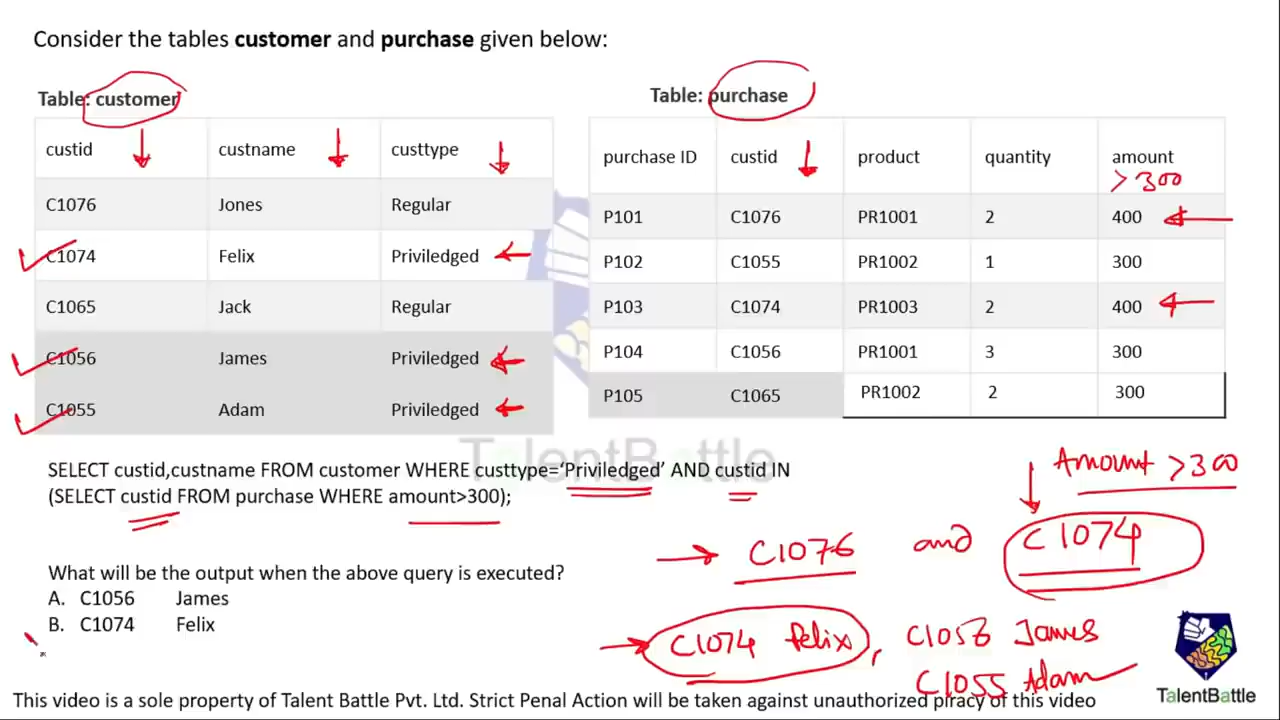 Consider the tables customer and purchase given below:
Table: customer
Table: purchase
custid custname custtype
C1076 Jones Regular
C1074 Felix Priviledged
C1065 Jack Regular
C1056 James Priviledged
C1055 Adam Priviledged
purchase ID custid product quantity amount
> 300
P101 C1076 PR1001 2 400
P102 C1055 PR1002 1 300
P103 C1074 PR1003 2 400
P104 C1056 PR1001 3 300
P105 C1065 PR1002 2 300
TalentBattle
SELECT custid,custname FROM customer WHERE custtype=‘Priviledged’ AND custid IN
(SELECT custid FROM purchase WHERE amount>300);
Amount >300
C1076 and C1074
What will be the output when the above query is executed?
A. C1056 James
B. C1074 Felix
C1074 Felix, C1056 James
C1055 Adam
TalentBattle
This video is a sole property of Talent Battle Pvt. Ltd. Strict Penal Action will be taken against unauthorized piracy of this video